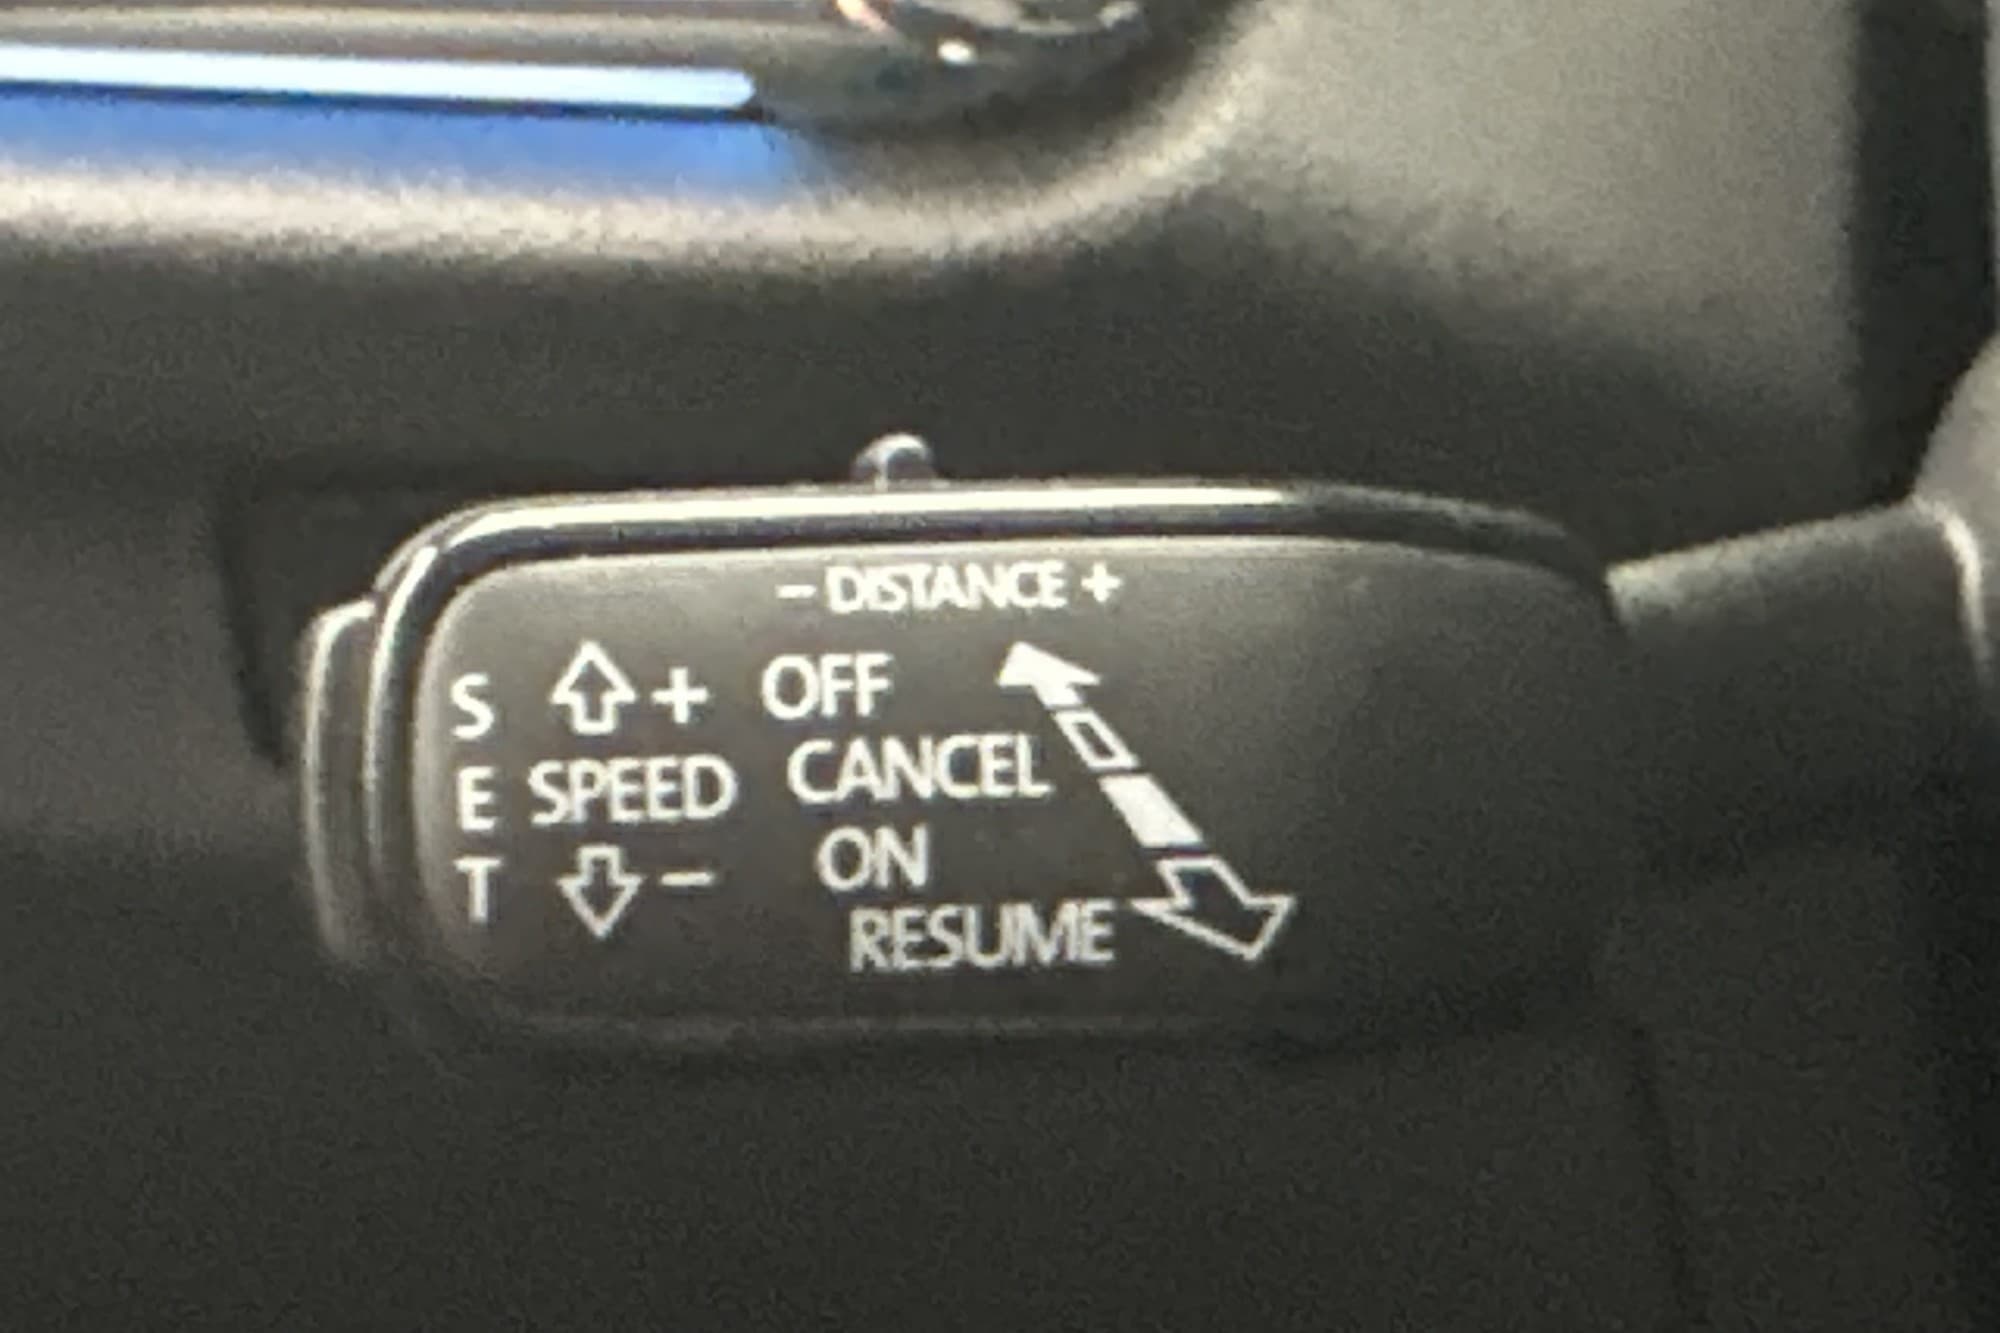 - DISTANCE +
S + OFF
CANCEL
E SPEED
ON
T -
RESUME